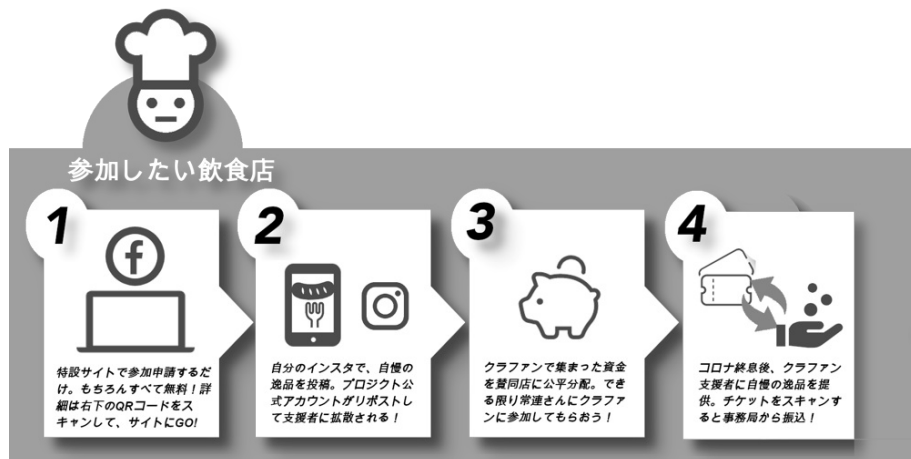 参加したい飲食店
1
特設サイトで参加申請するだ
け。もちろんすべて無料！詳
細は右下のQRコードをス
キャンして、サイトにGO!
2
自分のインスタで、自慢の
逸品を投稿。プロジクト公
式アカウントがリポストし
て支援者に拡散される！
3
クラファンで集まった資金
を賛同店に公平分配。でき
る限り常連さんにクラファ
ンに参加してもらおう！
4
コロナ終息後、クラファン
支援者に自慢の逸品を提
供。チケットをスキャンす
ると事務局から振込！